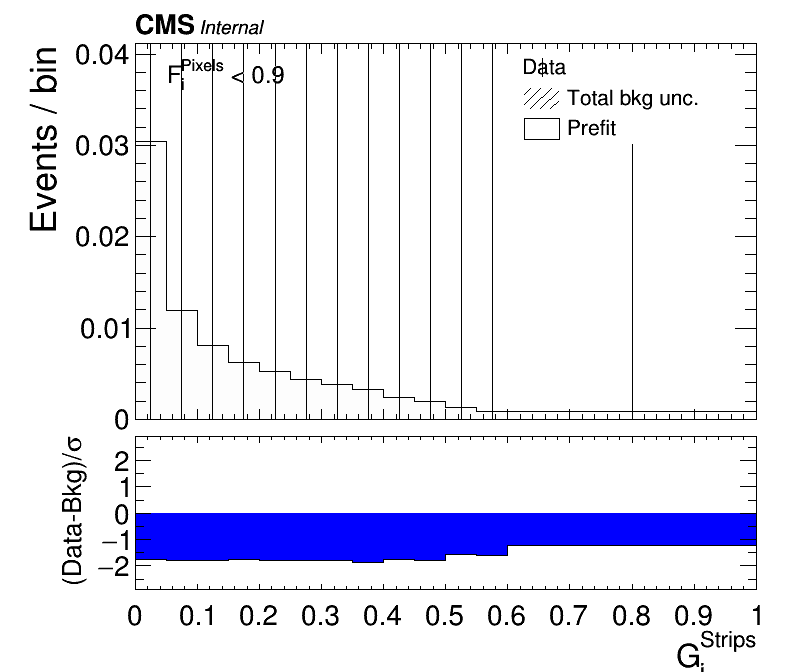 CMS Internal
Events / bin
0.04
0.03
0.02
0.01
0
F_i^Pixels < 0.9
Data
Total bkg unc.
Prefit
(Data-Bkg)/σ
2
1
0
−1
−2
0 0.1 0.2 0.3 0.4 0.5 0.6 0.7 0.8 0.9 1
G_i^Strips